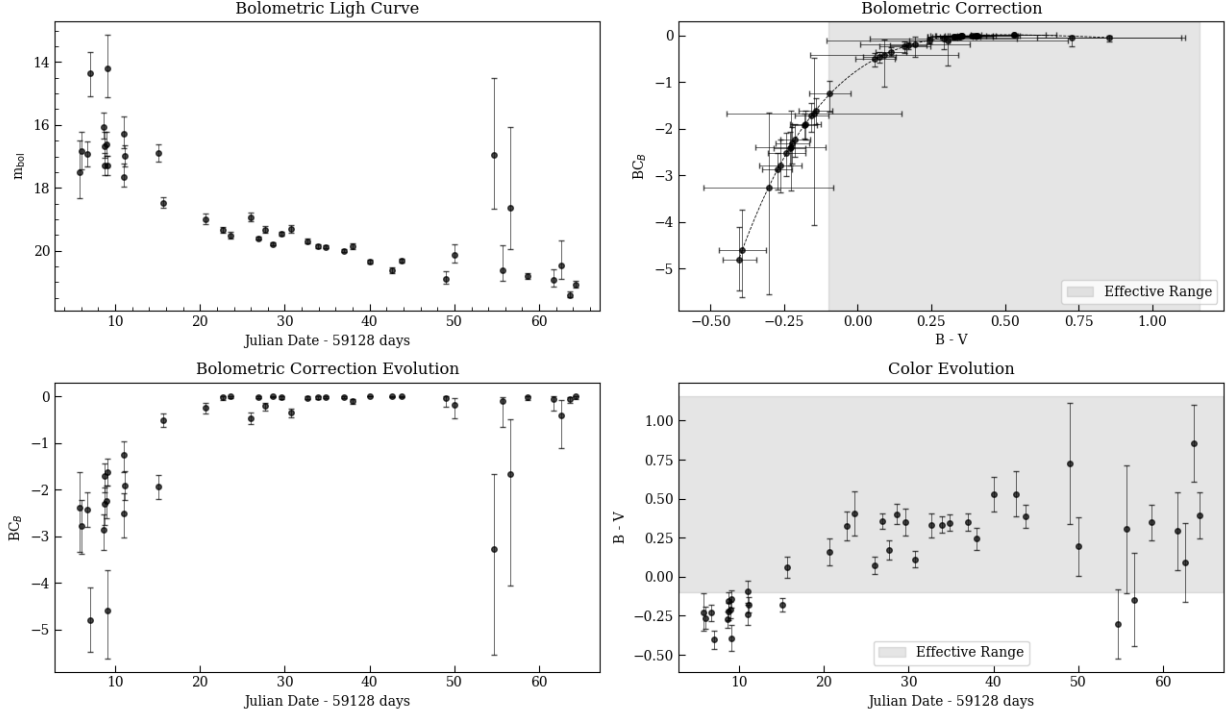 Bolometric Ligh Curve
14
16
18
20
m_bol
10 20 30 40 50 60
Julian Date - 59128 days
Bolometric Correction
0
−1
−2
−3
−4
−5
BC_B
Effective Range
−0.50 −0.25 0.00 0.25 0.50 0.75 1.00
B - V
Bolometric Correction Evolution
0
−1
−2
−3
−4
−5
BC_B
10 20 30 40 50 60
Julian Date - 59128 days
Color Evolution
1.00
0.75
0.50
0.25
0.00
−0.25
−0.50
B - V
Effective Range
10 20 30 40 50 60
Julian Date - 59128 days